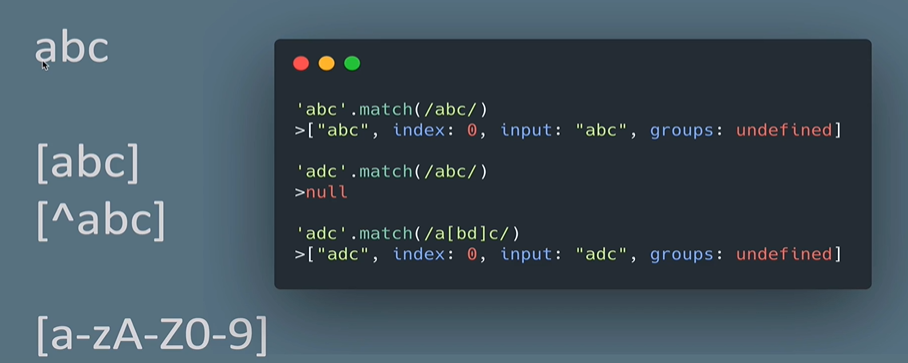 abc
[abc]
[^abc]
[a-zA-Z0-9]
'abc'.match(/abc/)
>["abc", index: 0, input: "abc", groups: undefined]
'adc'.match(/abc/)
>null
'adc'.match(/a[bd]c/)
>["adc", index: 0, input: "adc", groups: undefined]